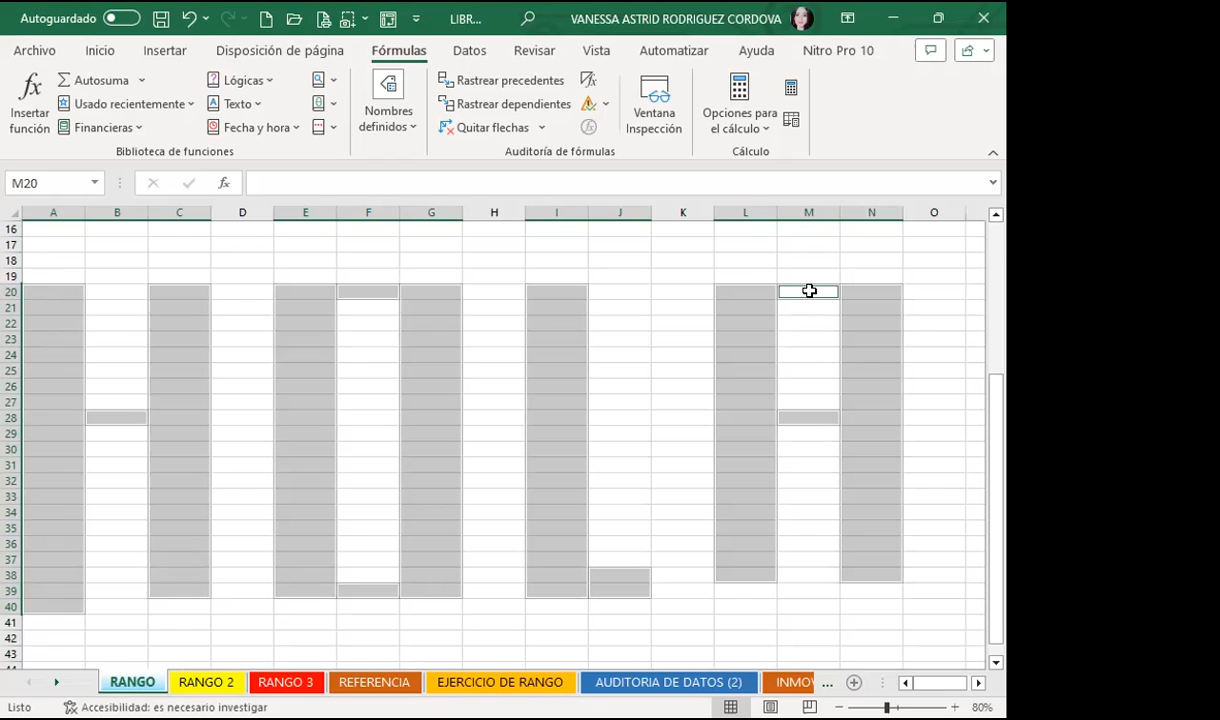 Autoguardado
LIBR...
VANESSA ASTRID RODRIGUEZ CORDOVA
Archivo Inicio Insertar Disposición de página Fórmulas Datos Revisar Vista Automatizar Ayuda Nitro Pro 10
fx Insertar función
Autosuma
Usado recientemente
Financieras
Lógicas
Texto
Fecha y hora
Biblioteca de funciones
Nombres definidos
Rastrear precedentes
Rastrear dependientes
Quitar flechas
Ventana Inspección
Auditoría de fórmulas
Opciones para el cálculo
Cálculo
M20 fx
A B C D E F G H I J K L M N O
16
17
18
19
20
21
22
23
24
25
26
27
28
29
30
31
32
33
34
35
36
37
38
39
40
41
42
43
RANGO RANGO 2 RANGO 3 REFERENCIA EJERCICIO DE RANGO AUDITORIA DE DATOS (2) INMOV ...
Listo Accesibilidad: es necesario investigar 80%